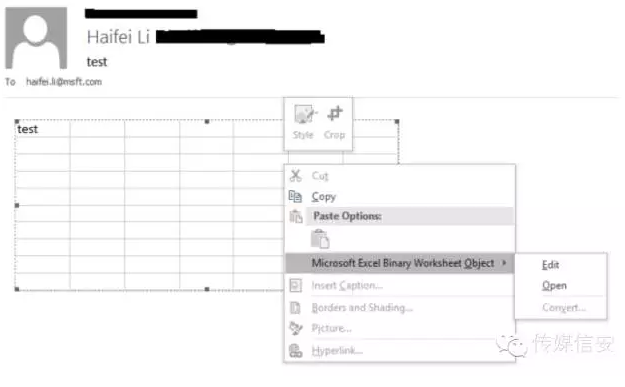 Haifei Li
test
To haifei.li@msft.com
test
Style Crop
Cut
Copy
Paste Options:
Microsoft Excel Binary Worksheet Object
Edit
Open
Convert...
Insert Caption...
Borders and Shading...
Picture...
Hyperlink...
传媒信安